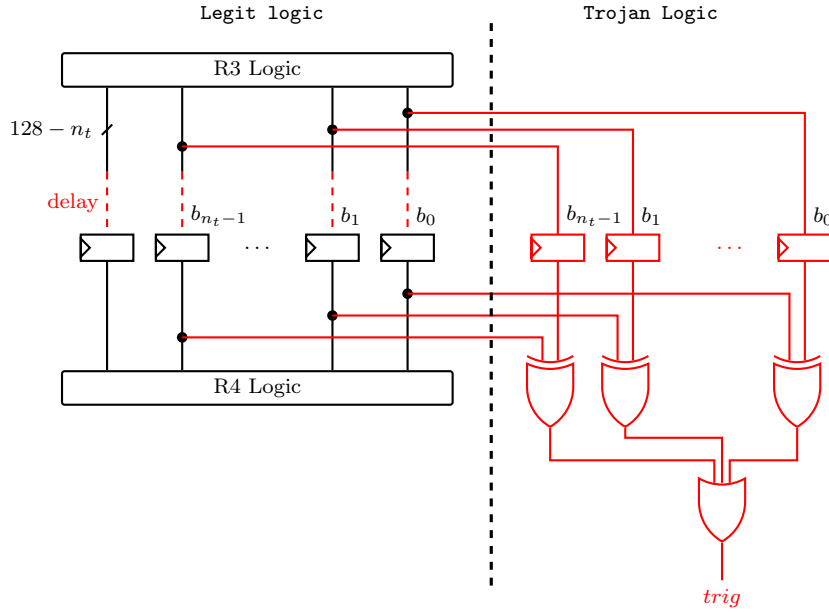 Legit logic
Trojan Logic
R3 Logic
128 − n_t
delay
b_{n_t−1}
b_1
b_0
b_{n_t−1}
b_1
b_0
...
...
R4 Logic
trig